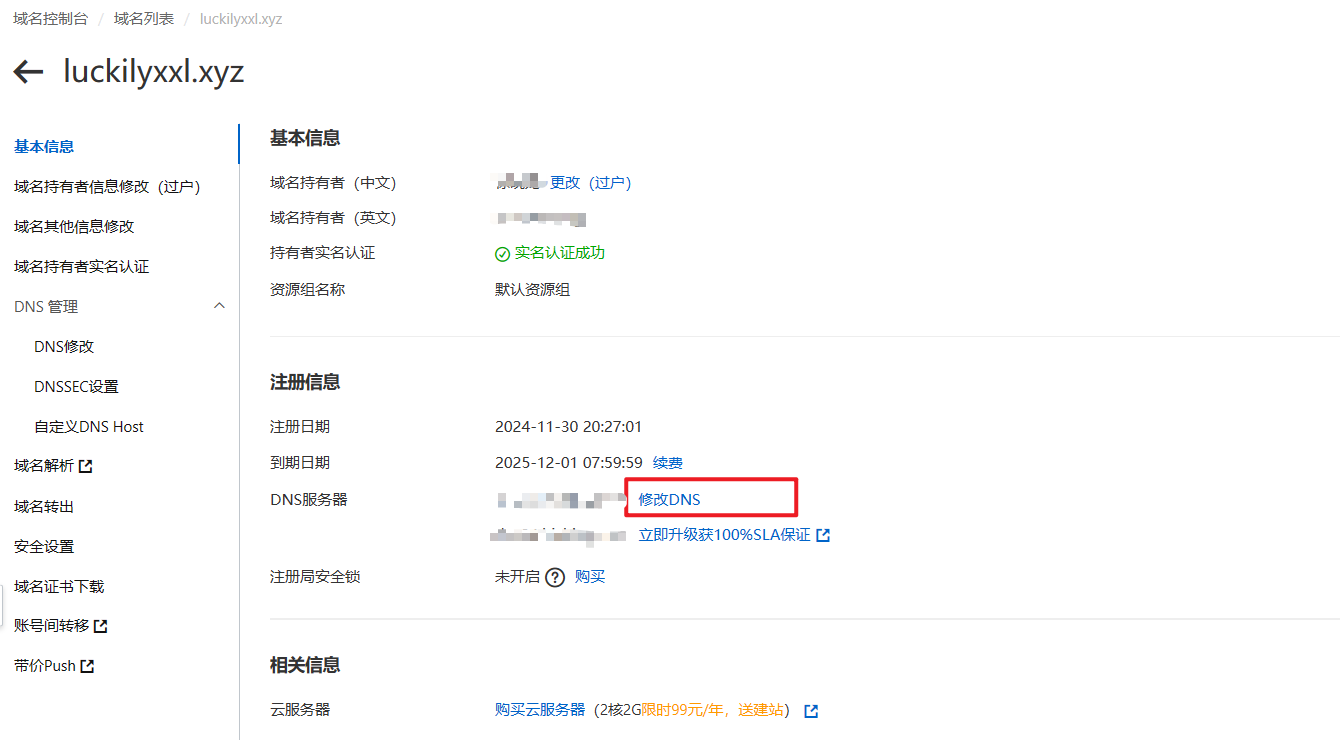 域名控制台 / 域名列表 / luckilyxxl.xyz
luckilyxxl.xyz
基本信息
域名持有者信息修改（过户）
域名其他信息修改
域名持有者实名认证
DNS 管理
DNS修改
DNSSEC设置
自定义DNS Host
域名解析
域名转出
安全设置
域名证书下载
账号间转移
带价Push
基本信息
域名持有者（中文） 更改（过户）
域名持有者（英文）
持有者实名认证 实名认证成功
资源组名称 默认资源组
注册信息
注册日期 2024-11-30 20:27:01
到期日期 2025-12-01 07:59:59 续费
DNS服务器 修改DNS
立即升级获100%SLA保证
注册局安全锁 未开启 ? 购买
相关信息
云服务器 购买云服务器（2核2G限时99元/年，送建站）